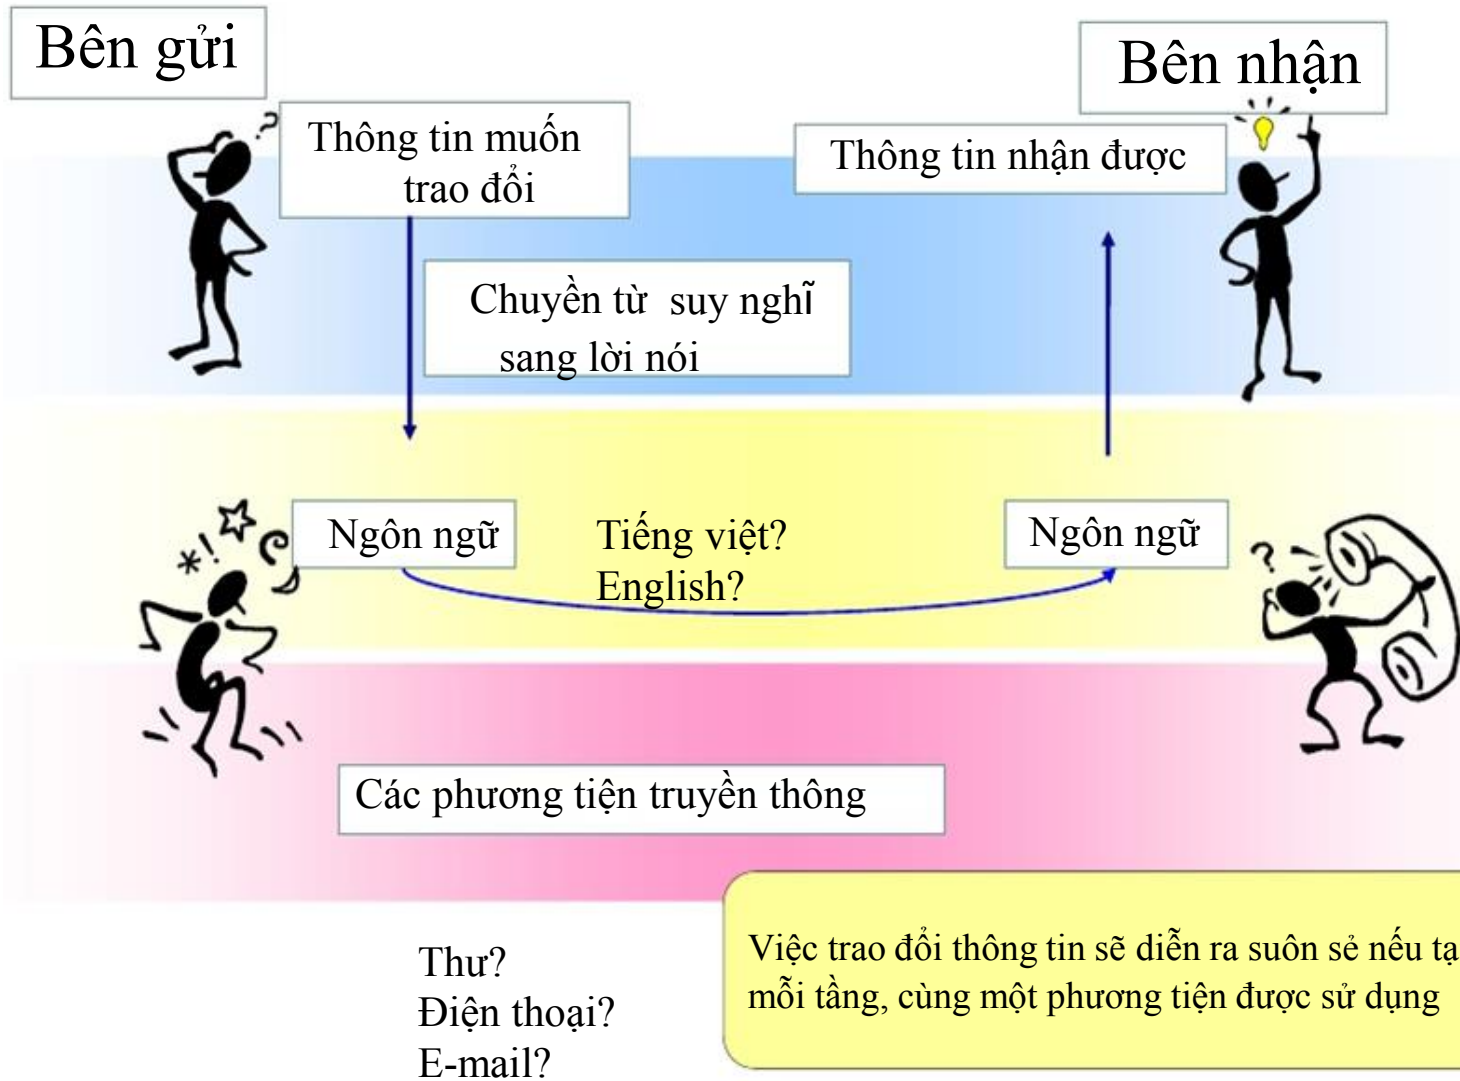 Bên gửi
Bên nhận
Thông tin muốn
trao đổi
Thông tin nhận được
Chuyền từ suy nghĩ
sang lời nói
Ngôn ngữ
Tiếng việt?
English?
Ngôn ngữ
Các phương tiện truyền thông
Thư?
Điện thoại?
E-mail?
Việc trao đổi thông tin sẽ diễn ra suôn sẻ nếu
mỗi tầng, cùng một phương tiện được sử dụng